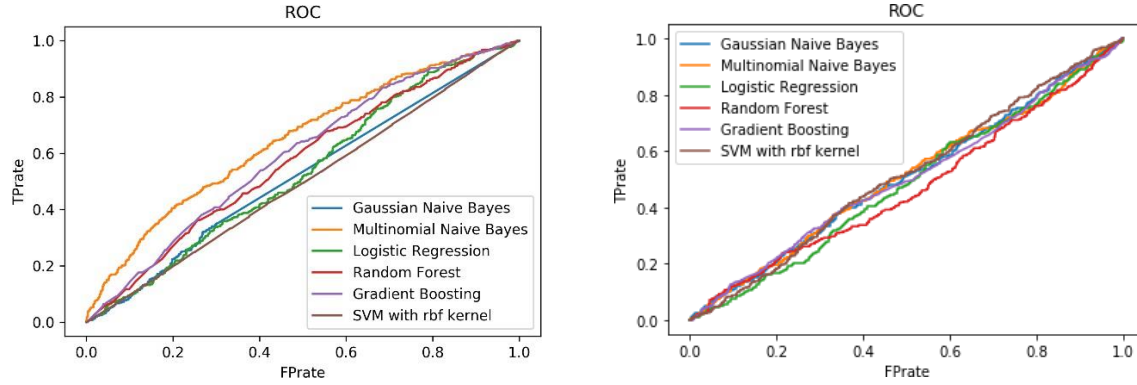 ROC
1.0
0.8
0.6
0.4
0.2
0.0
TPrate
Gaussian Naive Bayes
Multinomial Naive Bayes
Logistic Regression
Random Forest
Gradient Boosting
SVM with rbf kernel
0.0 0.2 0.4 0.6 0.8 1.0
FPrate
ROC
1.0
0.8
0.6
0.4
0.2
0.0
TPrate
Gaussian Naive Bayes
Multinomial Naive Bayes
Logistic Regression
Random Forest
Gradient Boosting
SVM with rbf kernel
0.0 0.2 0.4 0.6 0.8 1.0
FPrate